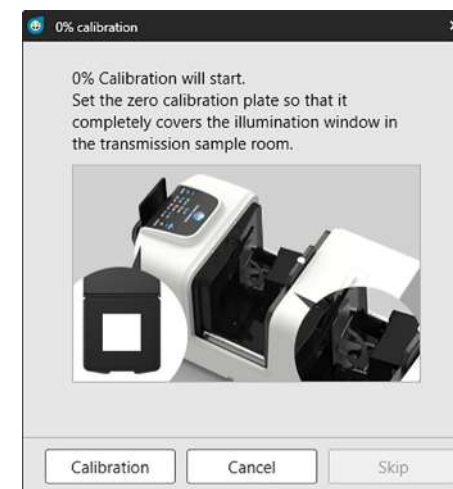 0% calibration
0% Calibration will start.
Set the zero calibration plate so that it
completely covers the illumination window in
the transmission sample room.
Calibration
Cancel
Skip